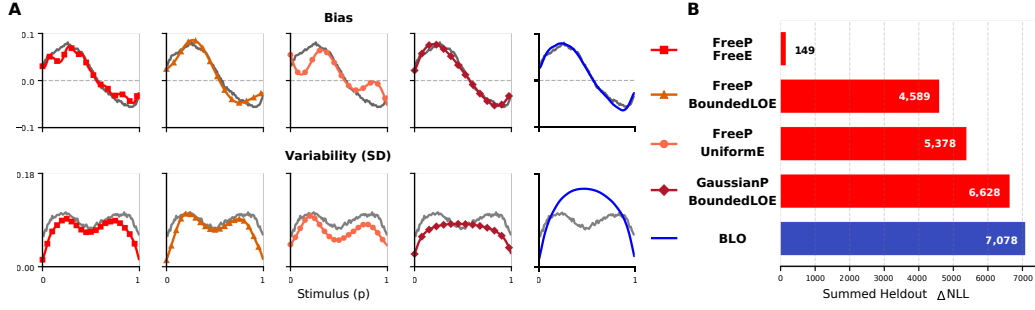 A
Bias
0.1
0.0
−0.1
Variability (SD)
0.18
0.00
0 1
0 1
0 1
0 1
0 1
Stimulus (p)
B
FreeP
FreeE
FreeP
BoundedLOE
FreeP
UniformE
GaussianP
BoundedLOE
BLO
149
4,589
5,378
6,628
7,078
0 1000 2000 3000 4000 5000 6000 7000
Summed Heldout ΔNLL